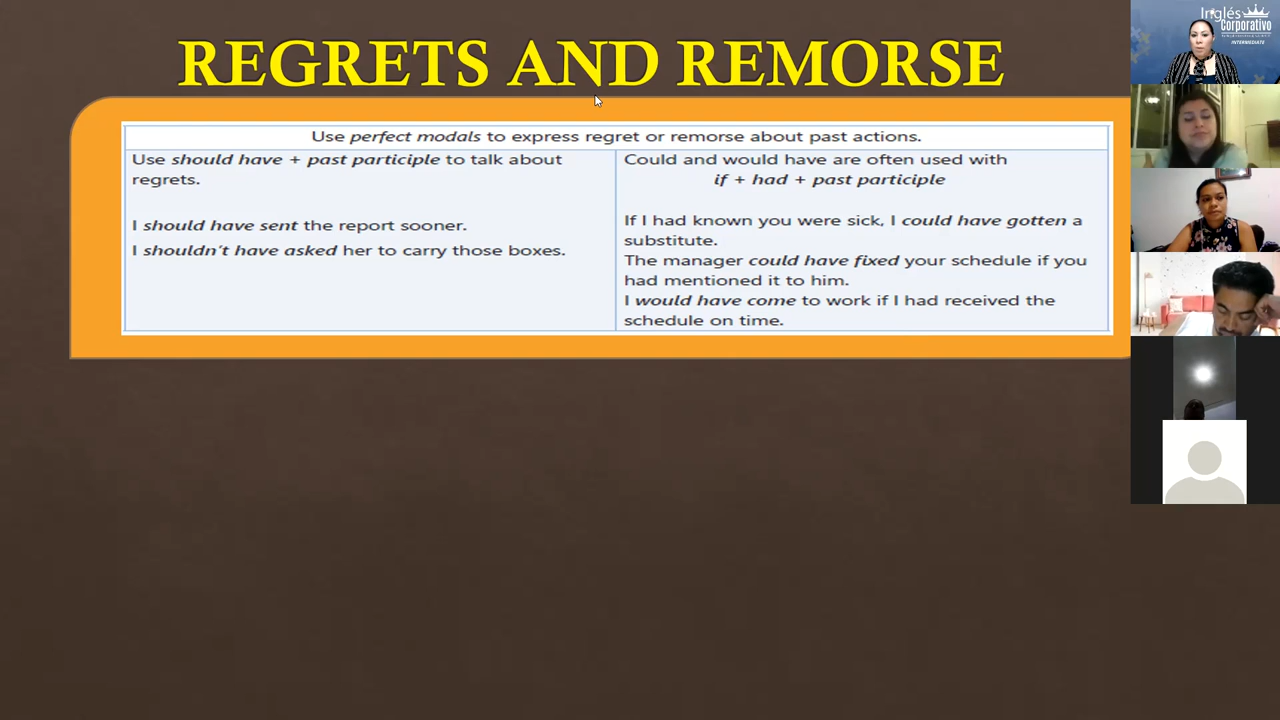 REGRETS AND REMORSE
Use perfect modals to express regret or remorse about past actions.
Use should have + past participle to talk about
regrets.
I should have sent the report sooner.
I shouldn't have asked her to carry those boxes.
Could and would have are often used with
if + had + past participle
If I had known you were sick, I could have gotten a
substitute.
The manager could have fixed your schedule if you
had mentioned it to him.
I would have come to work if I had received the
schedule on time.
Inglés
Corporativo
INTERMEDIATE